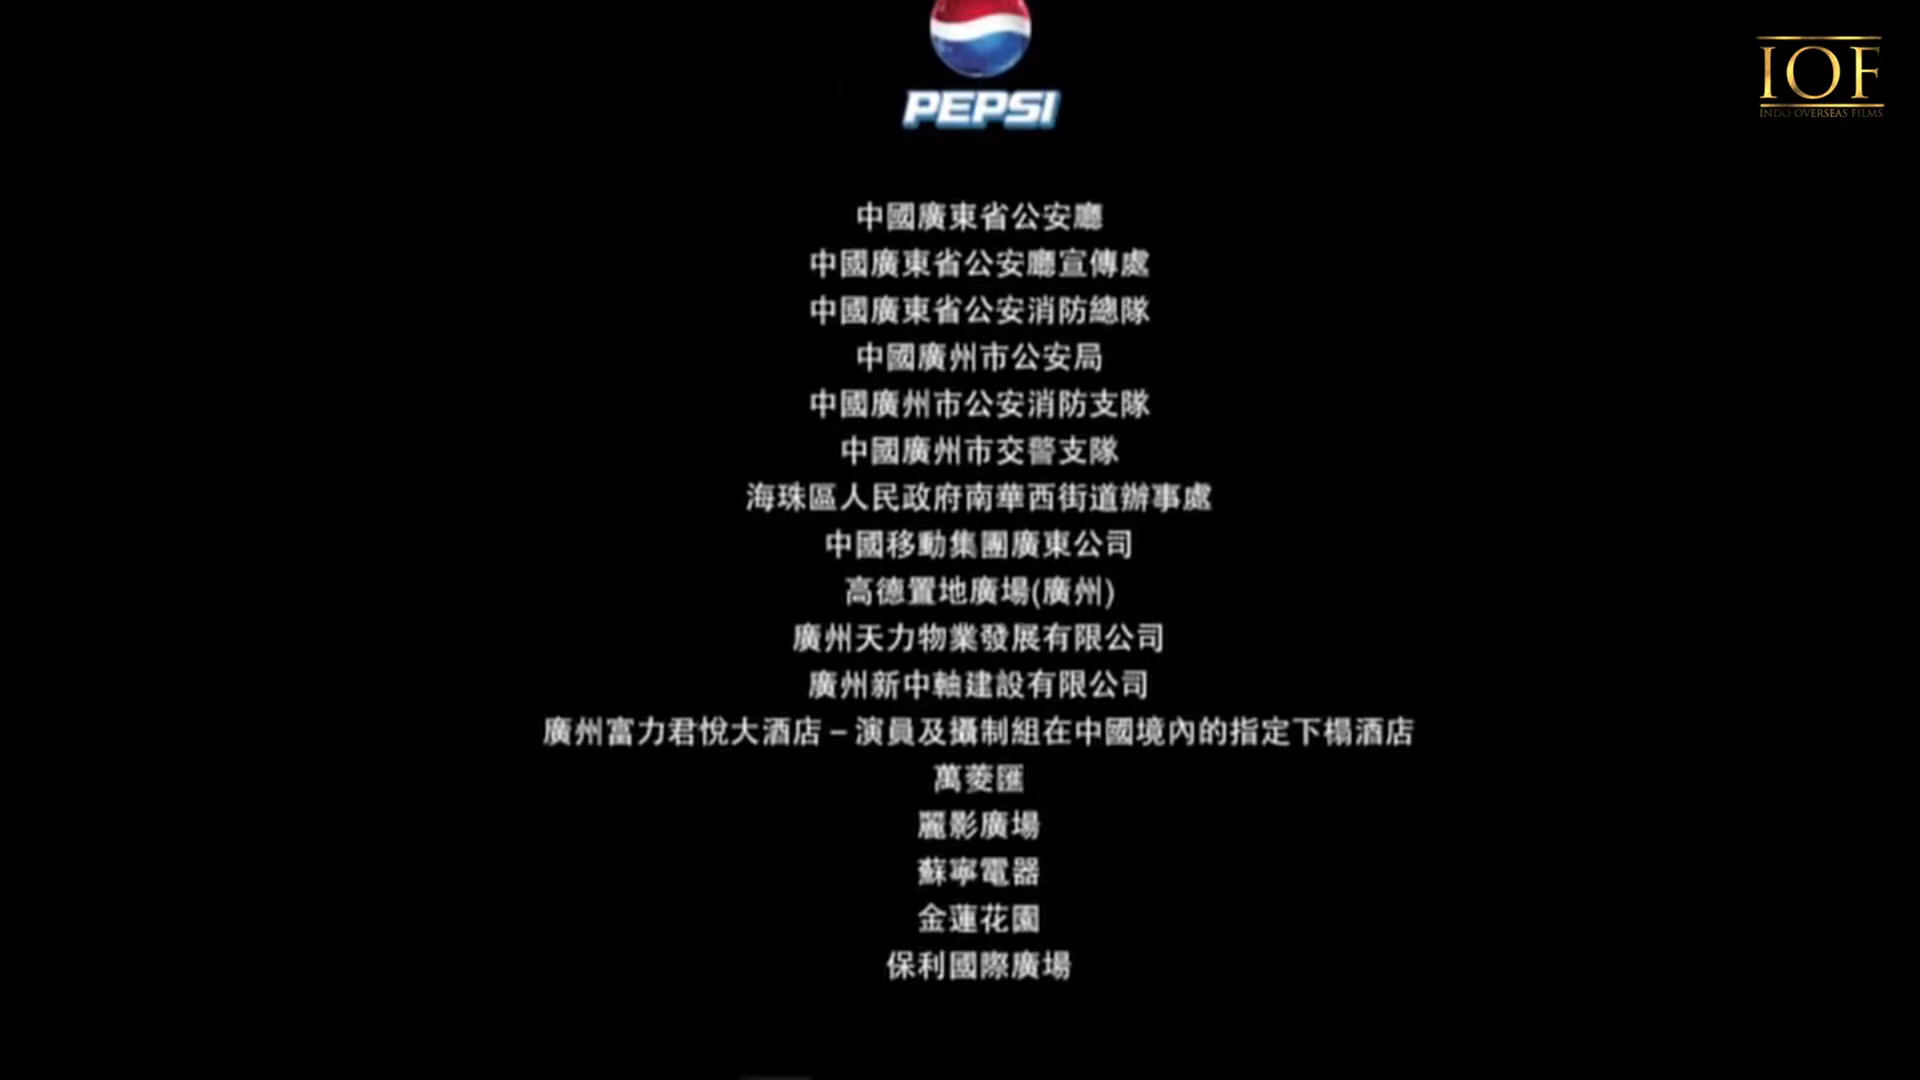 PEPSI
IOF
INDO OVERSEAS FILMS
中國廣東省公安廳
中國廣東省公安廳宣傳處
中國廣東省公安消防總隊
中國廣州市公安局
中國廣州市公安消防支隊
中國廣州市交警支隊
海珠區人民政府南華西街道辦事處
中國移動集團廣東公司
高德置地廣場(廣州)
廣州天力物業發展有限公司
廣州新中軸建設有限公司
廣州富力君悅大酒店 – 演員及攝制組在中國境內的指定下榻酒店
萬菱匯
麗影廣場
蘇寧電器
金蓮花園
保利國際廣場